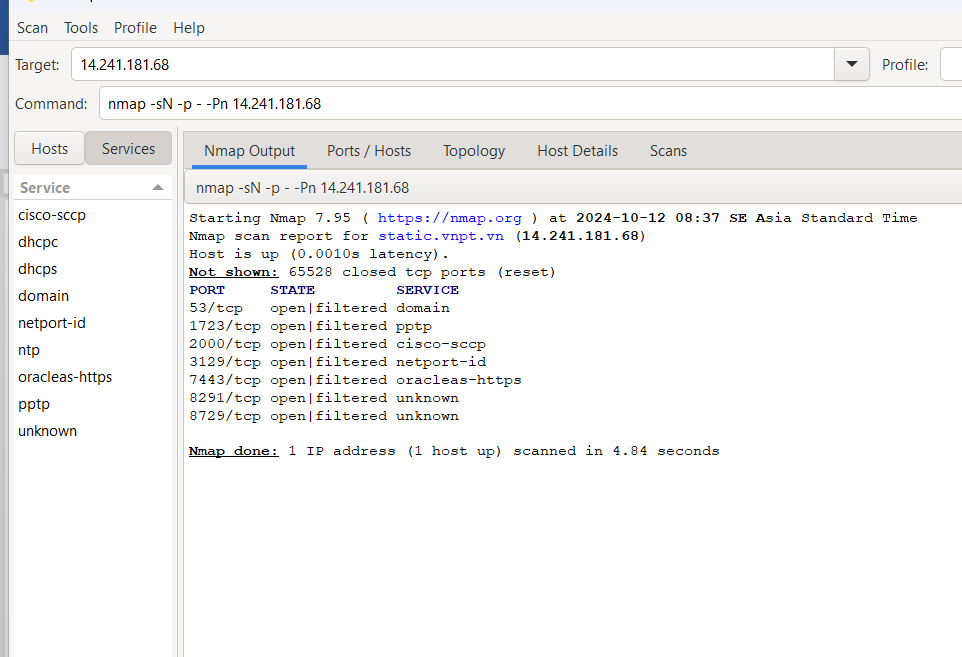 Scan Tools Profile Help
Target: 14.241.181.68 Profile:
Command: nmap -sN -p - -Pn 14.241.181.68
Hosts Services
Service
cisco-sccp
dhcpc
dhcps
domain
netport-id
ntp
oracleas-https
pptp
unknown
Nmap Output Ports / Hosts Topology Host Details Scans
nmap -sN -p - -Pn 14.241.181.68
Starting Nmap 7.95 ( https://nmap.org ) at 2024-10-12 08:37 SE Asia Standard Time
Nmap scan report for static.vnpt.vn (14.241.181.68)
Host is up (0.0010s latency).
Not shown: 65528 closed tcp ports (reset)
PORT STATE SERVICE
53/tcp open|filtered domain
1723/tcp open|filtered pptp
2000/tcp open|filtered cisco-sccp
3129/tcp open|filtered netport-id
7443/tcp open|filtered oracleas-https
8291/tcp open|filtered unknown
8729/tcp open|filtered unknown
Nmap done: 1 IP address (1 host up) scanned in 4.84 seconds